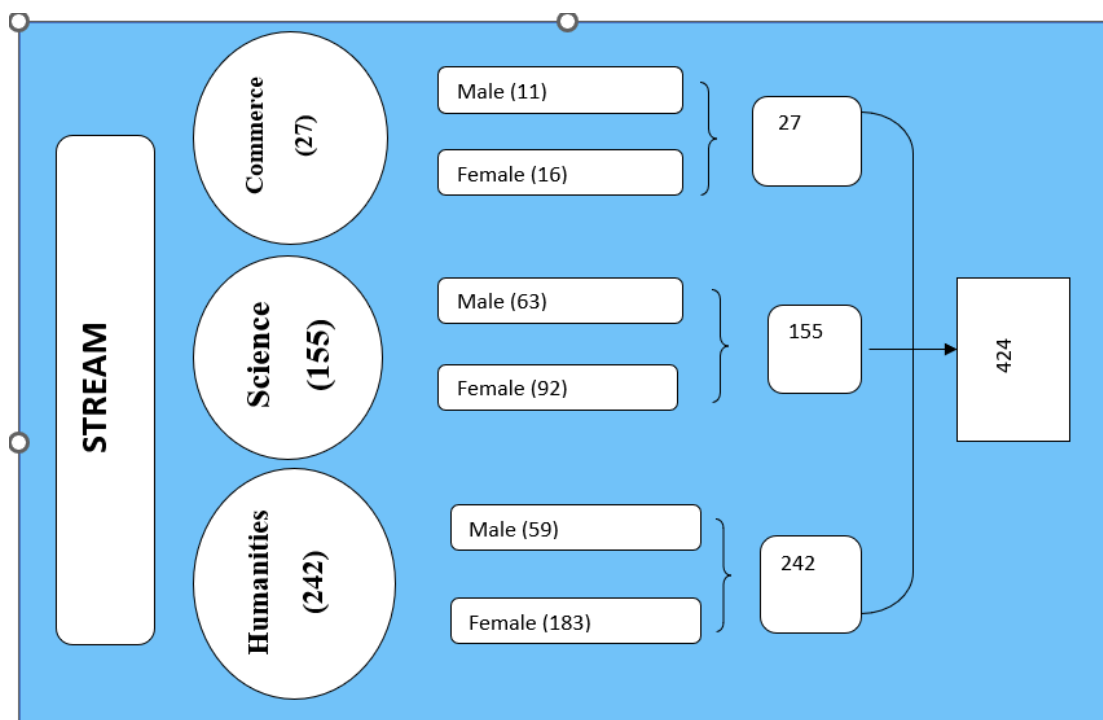 STREAM
Commerce
(27)
Male (11)
Female (16)
27
Science
(155)
Male (63)
Female (92)
155
Humanities
(242)
Male (59)
Female (183)
242
424